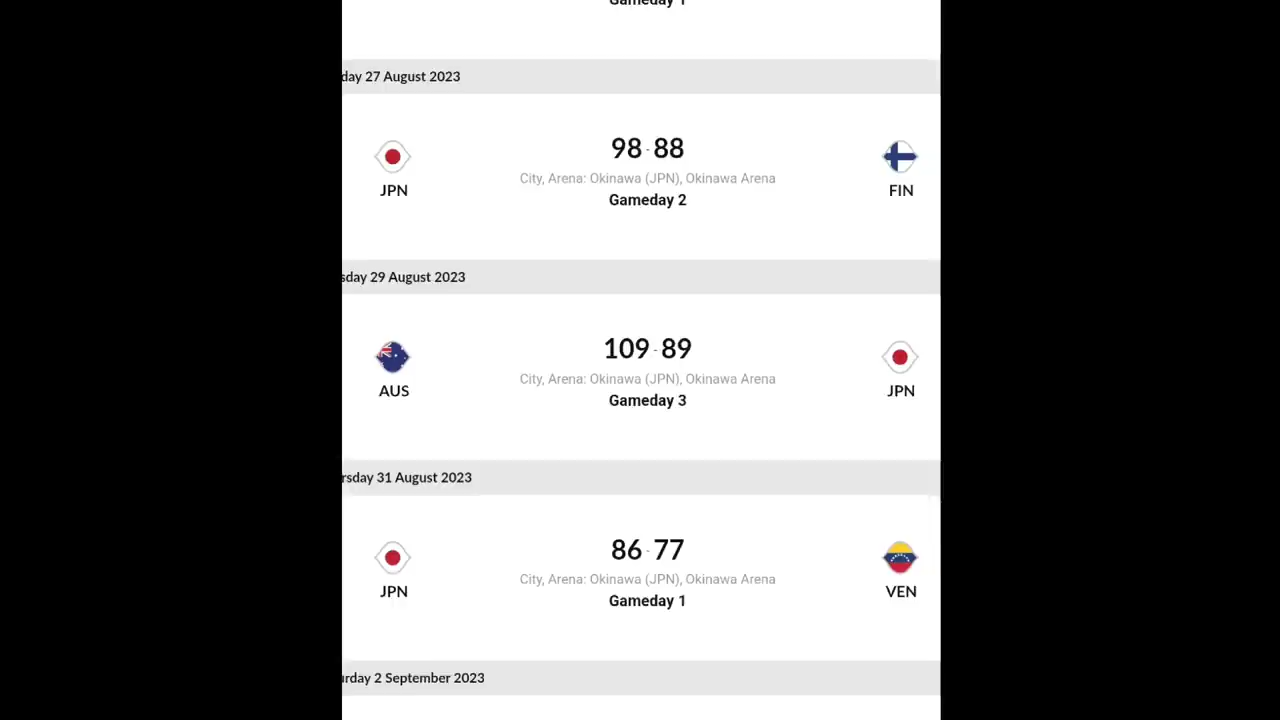 Gameday 1
day 27 August 2023
98 - 88
City, Arena: Okinawa (JPN), Okinawa Arena
JPN
FIN
Gameday 2
sday 29 August 2023
109 - 89
City, Arena: Okinawa (JPN), Okinawa Arena
AUS
JPN
Gameday 3
rsday 31 August 2023
86 - 77
City, Arena: Okinawa (JPN), Okinawa Arena
JPN
VEN
Gameday 1
urday 2 September 2023